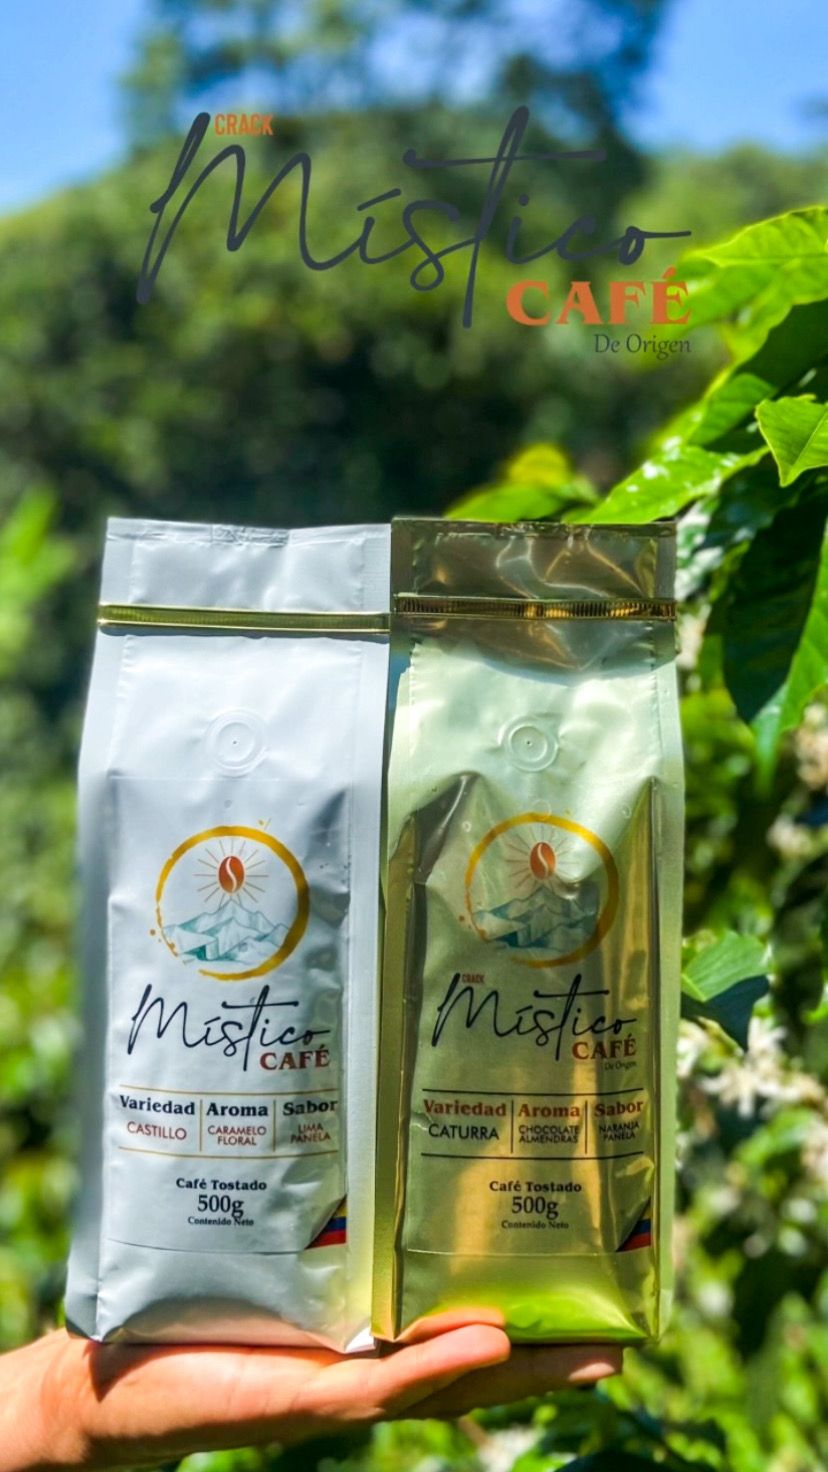 CRACK
Místico
CAFÉ
De Origen
Místico
CAFÉ
Variedad Aroma Sabor
CASTILLO CARAMELO FLORAL LIMA PANELA
Café Tostado
500g
Contenido Neto
CRACK
Místico
CAFÉ
De Origen
Variedad Aroma Sabor
CATURRA CHOCOLATE ALMENDRAS NARANJA PANELA
Café Tostado
500g
Contenido Neto